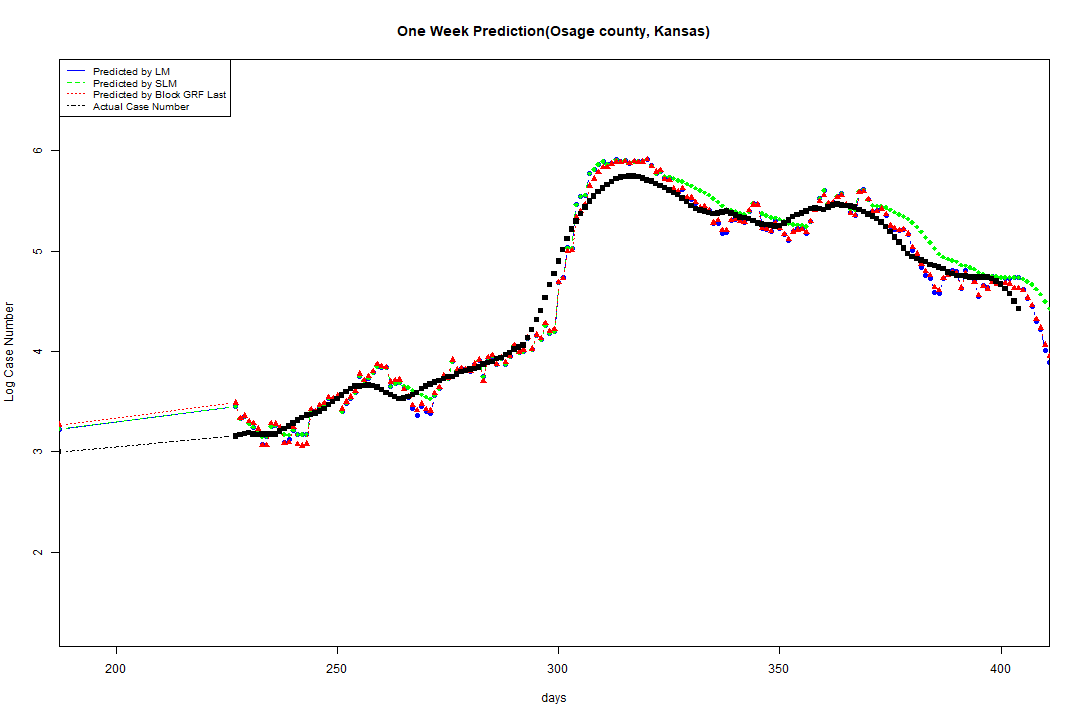 One Week Prediction(Osage county, Kansas)
Predicted by LM
Predicted by SLM
Predicted by Block GRF Last
Actual Case Number
6
5
4
3
2
Log Case Number
200 250 300 350 400
days